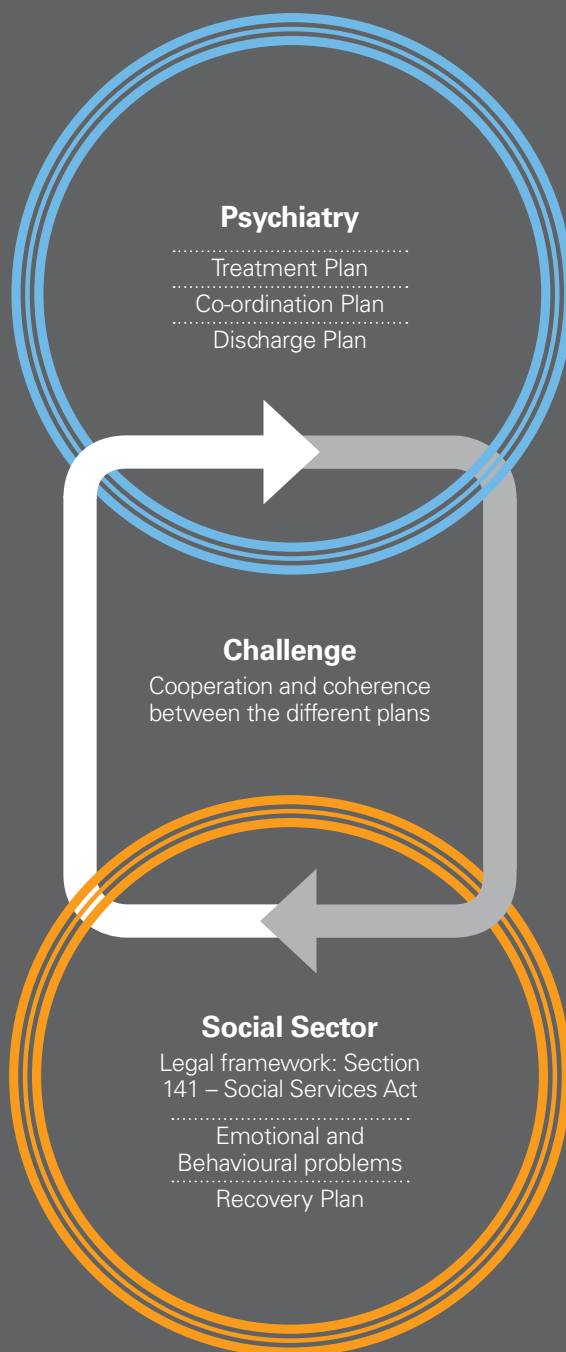 Psychiatry
Treatment Plan
Co-ordination Plan
Discharge Plan
Challenge
Cooperation and coherence
between the different plans
Social Sector
Legal framework: Section
141 – Social Services Act
Emotional and
Behavioural problems
Recovery Plan